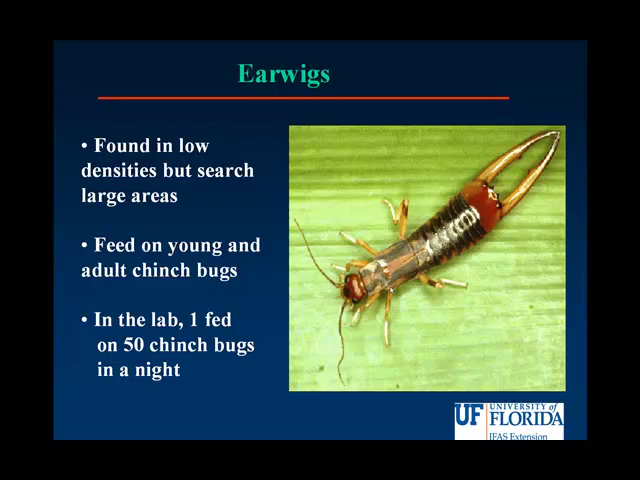 Earwigs
• Found in low
densities but search
large areas
• Feed on young and
adult chinch bugs
• In the lab, 1 fed
on 50 chinch bugs
in a night
UF UNIVERSITY of
FLORIDA
IFAS Extension